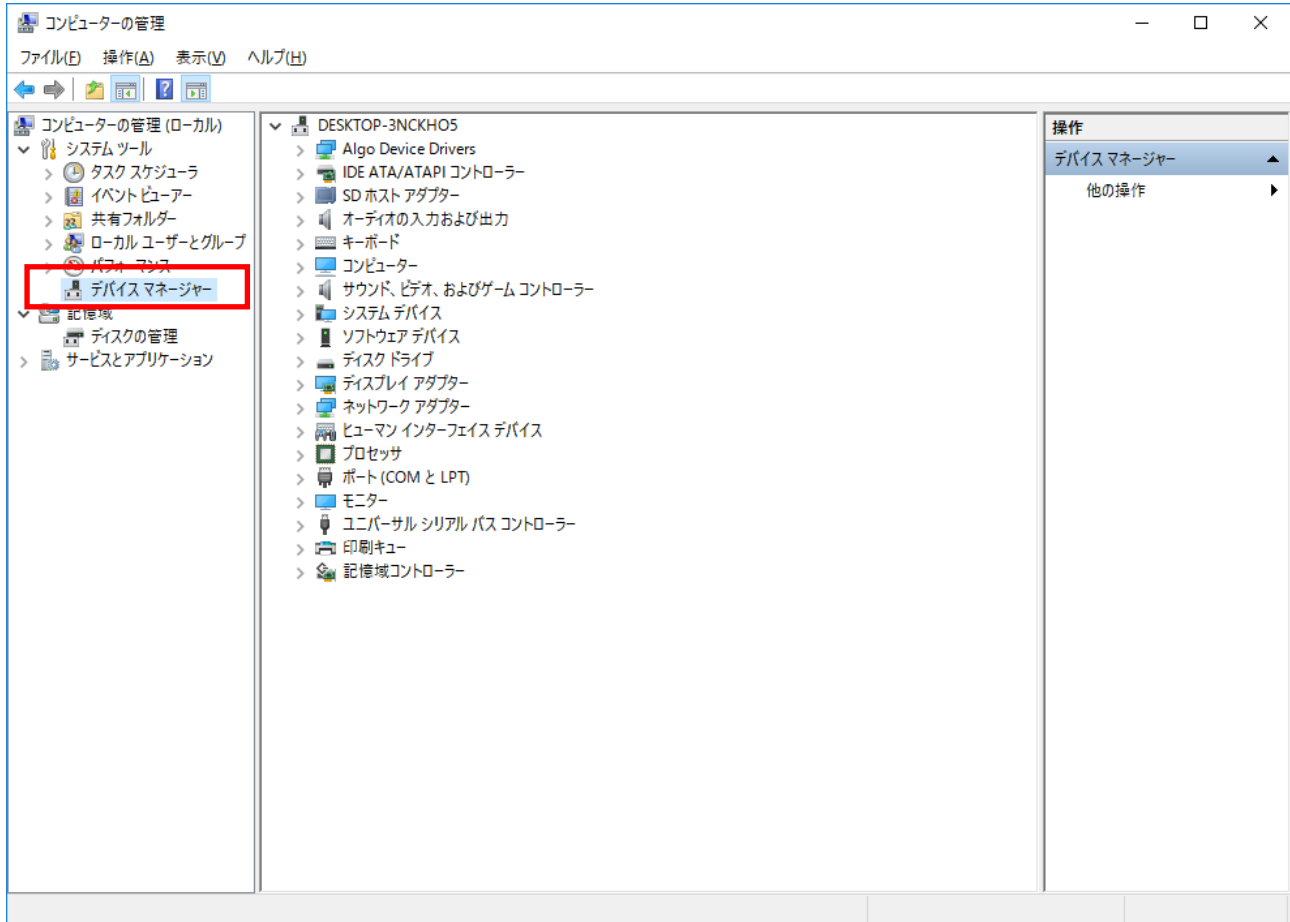 コンピューターの管理
ファイル(F) 操作(A) 表示(V) ヘルプ(H)
コンピューターの管理 (ローカル)
システム ツール
タスク スケジューラ
イベント ビューアー
共有フォルダー
ローカル ユーザーとグループ
パフォーマンス
デバイス マネージャー
記憶域
ディスクの管理
サービスとアプリケーション
DESKTOP-3NCKHO5
Algo Device Drivers
IDE ATA/ATAPI コントローラー
SD ホスト アダプター
オーディオの入力および出力
キーボード
コンピューター
サウンド、ビデオ、およびゲーム コントローラー
システム デバイス
ソフトウェア デバイス
ディスク ドライブ
ディスプレイ アダプター
ネットワーク アダプター
ヒューマン インターフェイス デバイス
プロセッサ
ポート (COM と LPT)
モニター
ユニバーサル シリアル バス コントローラー
印刷キュー
記憶域コントローラー
操作
デバイス マネージャー
他の操作